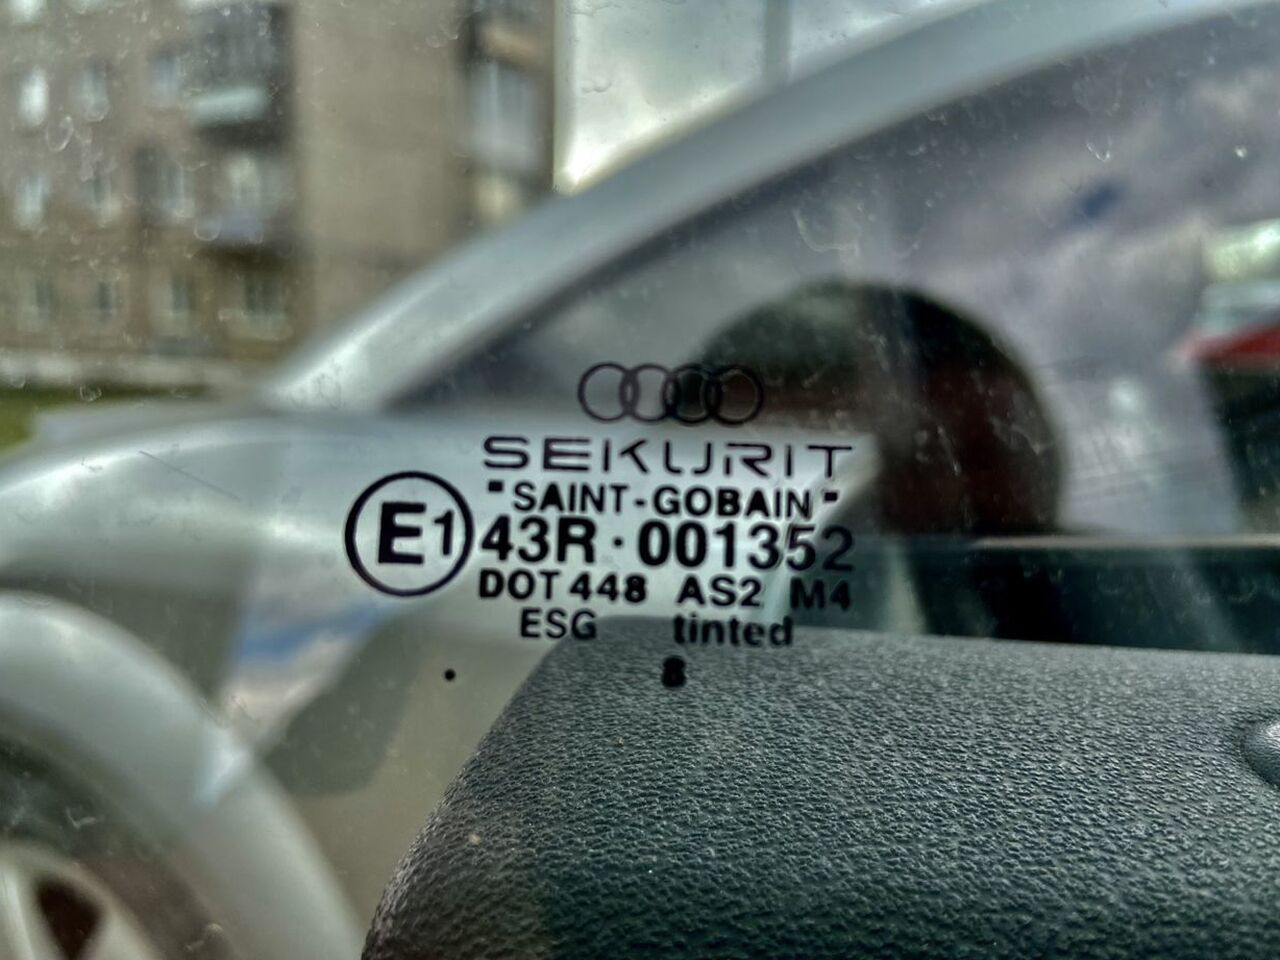 SEKURIT
"SAINT-GOBAIN"
E1 43R · 001352
DOT 448 AS2 M4
ESG tinted
. 8